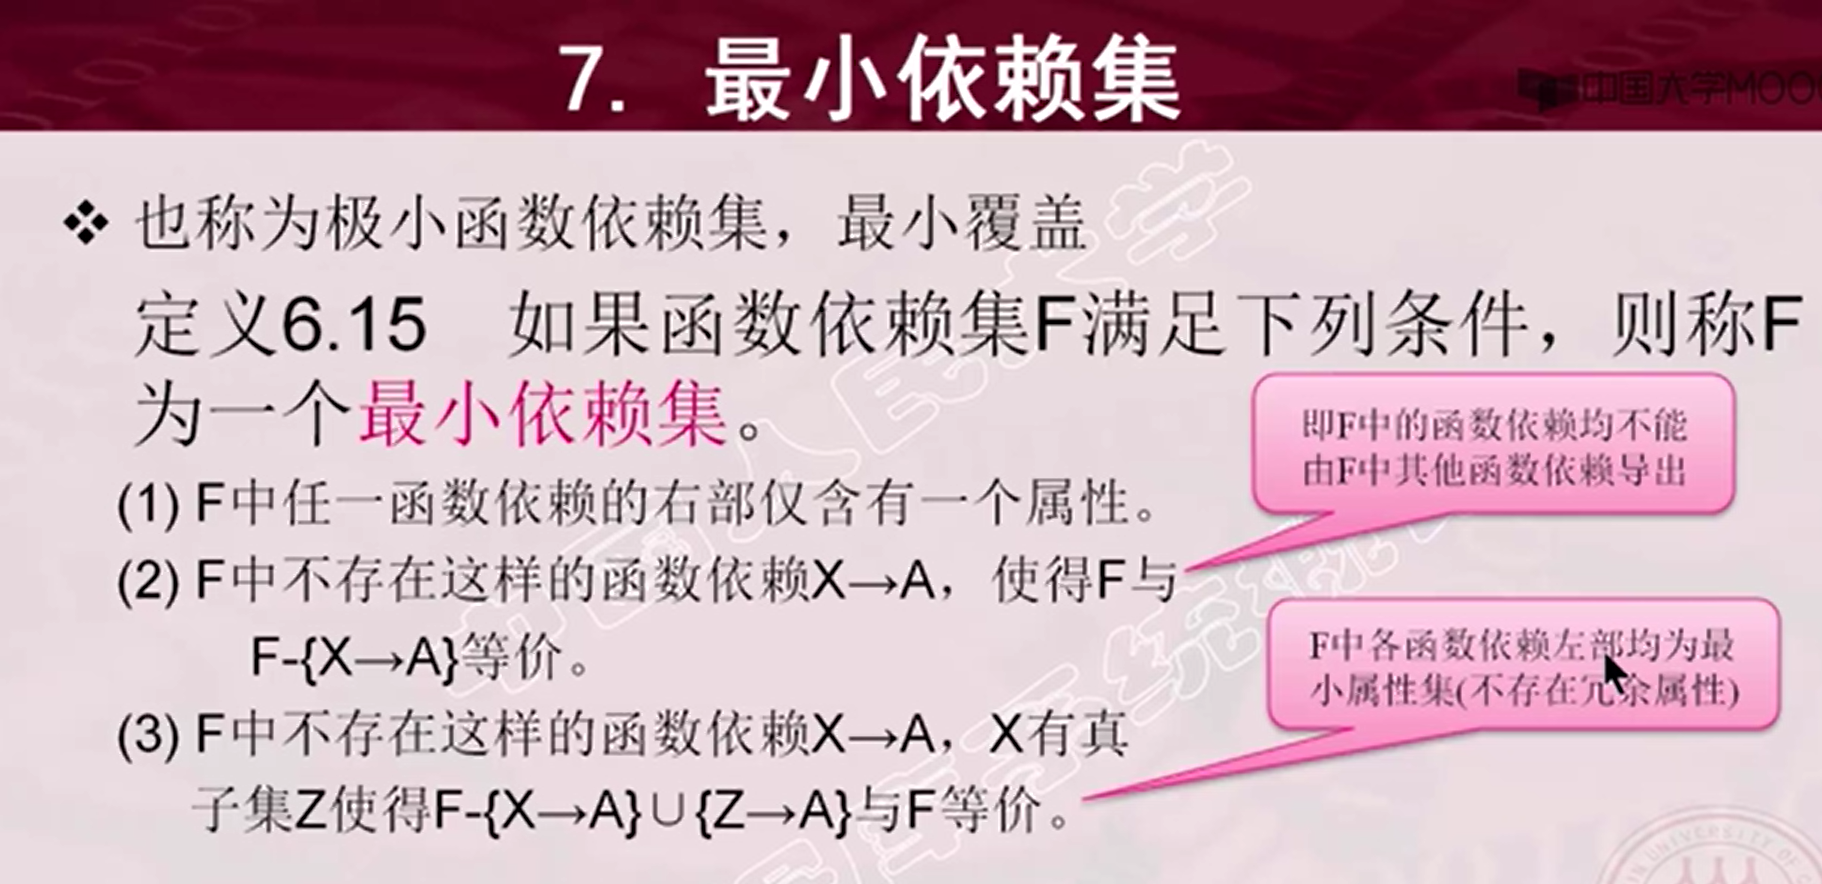 7. 最小依赖集
中国大学MOO
❖ 也称为极小函数依赖集，最小覆盖
定义6.15 如果函数依赖集F满足下列条件，则称F
为一个最小依赖集。
即F中的函数依赖均不能
由F中其他函数依赖导出
(1) F中任一函数依赖的右部仅含有一个属性。
(2) F中不存在这样的函数依赖X→A，使得F与
F-{X→A}等价。
F中各函数依赖左部均为最
小属性集(不存在冗余属性)
(3) F中不存在这样的函数依赖X→A，X有真
子集Z使得F-{X→A}∪{Z→A}与F等价。